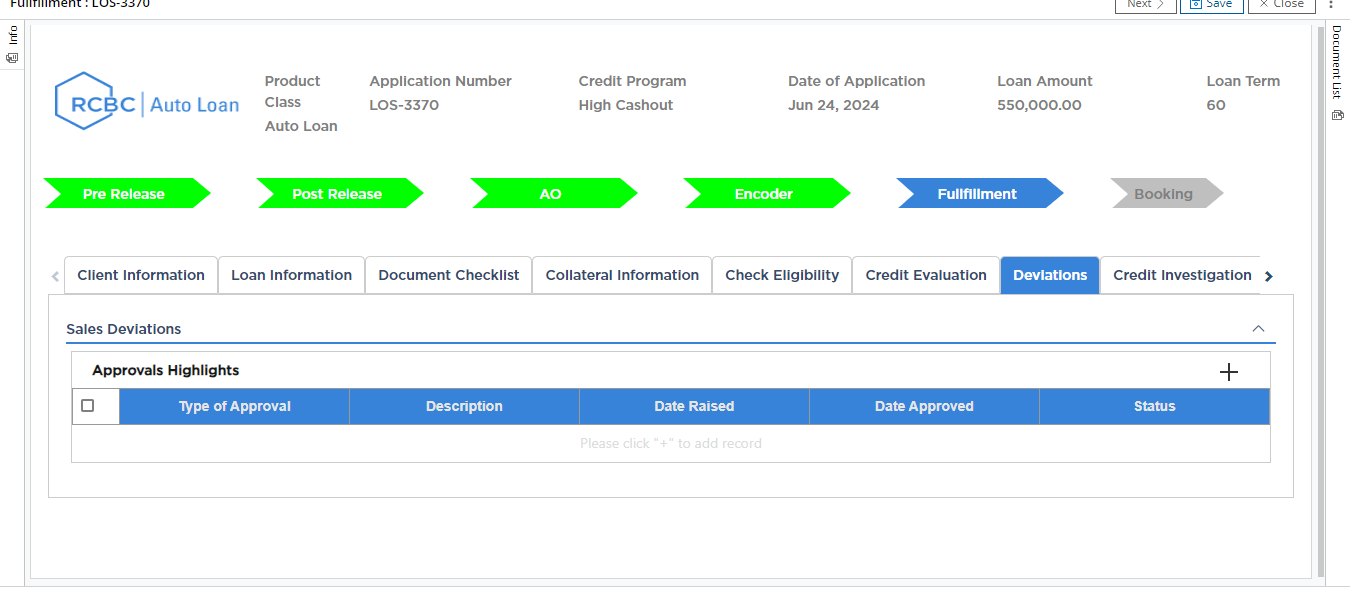 Fullfillment : LOS-3370
Next
Save
Close
Info
Document List
RCBC Auto Loan
Product Class
Auto Loan
Application Number
LOS-3370
Credit Program
High Cashout
Date of Application
Jun 24, 2024
Loan Amount
550,000.00
Loan Term
60
Pre Release
Post Release
AO
Encoder
Fullfillment
Booking
Client Information
Loan Information
Document Checklist
Collateral Information
Check Eligibility
Credit Evaluation
Deviations
Credit Investigation
Sales Deviations
Approvals Highlights
Type of Approval
Description
Date Raised
Date Approved
Status
Please click "+" to add record